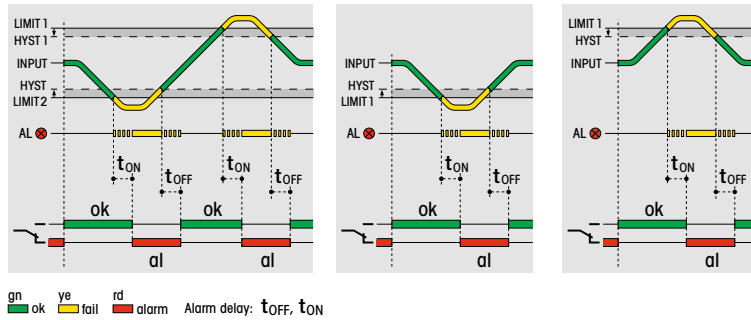 LIMIT 1
HYST 1
INPUT
HYST
LIMIT2
AL
tON
tOFF
tON
tOFF
ok
ok
al
al
INPUT
HYST
LIMIT 1
AL
tON
tOFF
ok
al
LIMIT 1
HYST
INPUT
AL
tON
tOFF
ok
al
gn ok
ye fail
rd alarm
Alarm delay: tOFF, tON